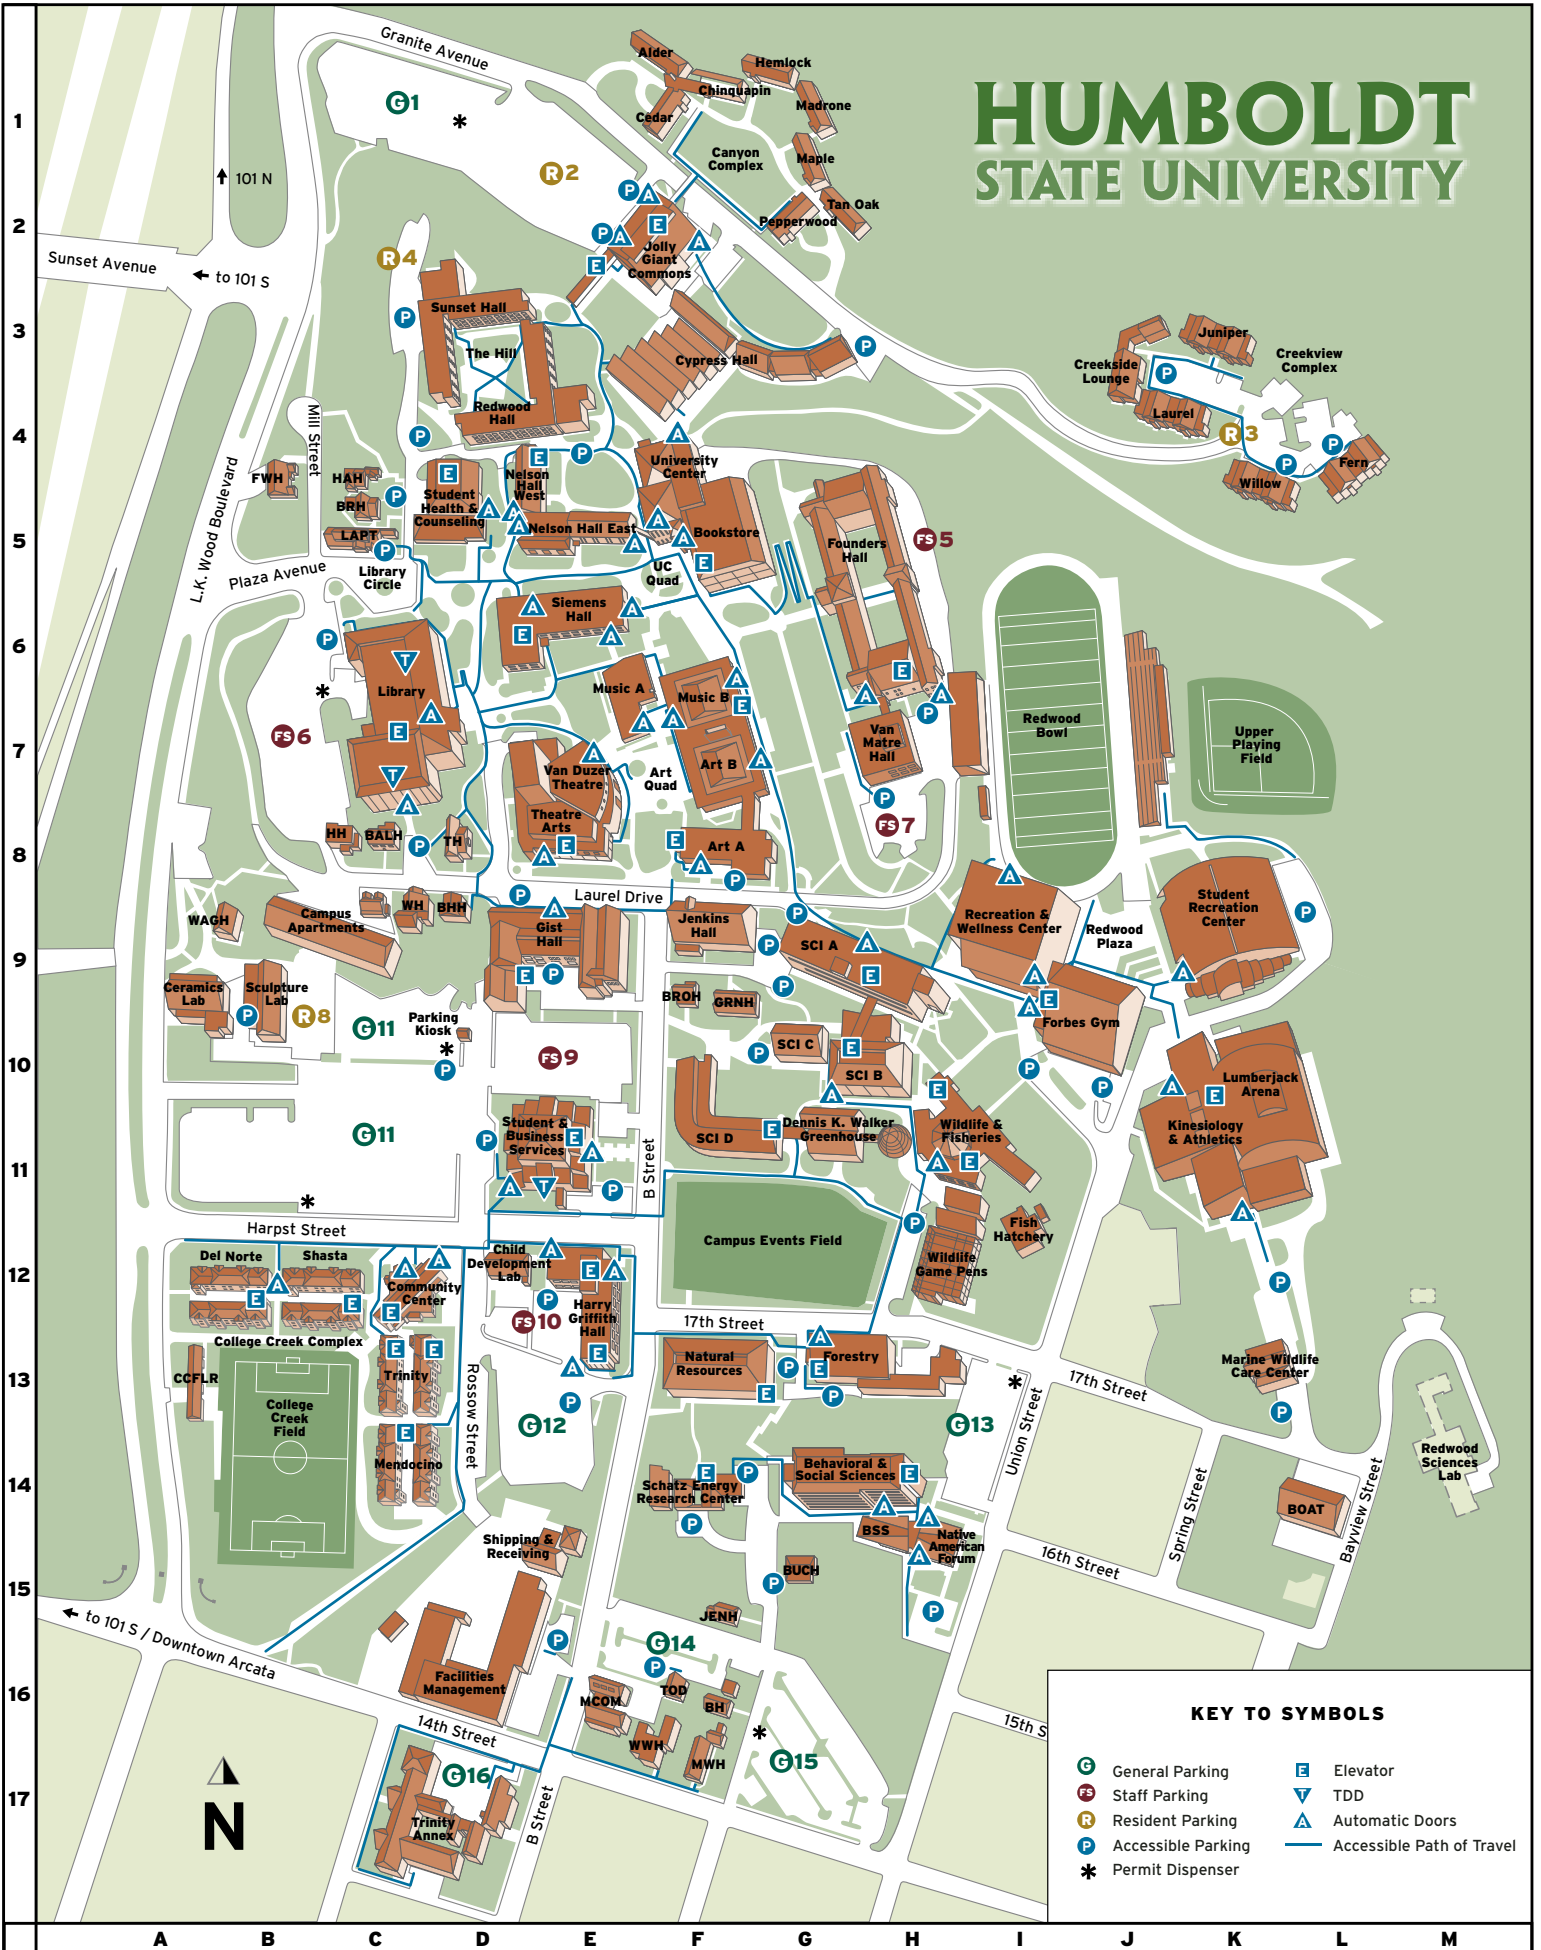 HUMBOLDT
STATE UNIVERSITY
1
2
3
4
5
6
7
8
9
10
11
12
13
14
15
16
17
Granite Avenue
G1
R2
101 N
Sunset Avenue
to 101 S
R4
Alder
Hemlock
Chinquapin
Madrone
Cedar
Canyon
Complex
Maple
Tan Oak
Pepperwood
Jolly
Giant
Commons
Sunset Hall
The Hill
Redwood
Hall
Cypress Hall
Juniper
Creekview
Complex
Creekside
Lounge
Laurel
R3
Fern
Willow
Mill Street
L.K. Wood Boulevard
Plaza Avenue
FWH
HAH
BRH
LAPT
Library
Circle
Student
Health &
Counseling
Nelson
Hall
West
Nelson Hall East
University
Center
Bookstore
UC
Quad
Founders
Hall
FS5
Siemens
Hall
Library
FS6
Music A
Music B
Art B
Art
Quad
Van Duzer
Theatre
Theatre
Arts
Van
Matre
Hall
FS7
Redwood
Bowl
Upper
Playing
Field
HH
BALH
TH
Art A
Laurel Drive
WAGH
Campus
Apartments
WH
BHH
Gist
Hall
Jenkins
Hall
SCI A
Recreation &
Wellness Center
Redwood
Plaza
Student
Recreation
Center
Ceramics
Lab
Sculpture
Lab
R8
G11
Parking
Kiosk
BROH
GRNH
FS9
SCI C
SCI B
Forbes Gym
Lumberjack
Arena
Kinesiology
& Athletics
G11
Student &
Business
Services
B Street
SCI D
Dennis K. Walker
Greenhouse
Wildlife &
Fisheries
Fish
Hatchery
Wildlife
Game Pens
Campus Events Field
Harpst Street
Del Norte
Shasta
Community
Center
College Creek Complex
Child
Development
Lab
FS10
Harry
Griffith
Hall
17th Street
Natural
Resources
Forestry
CCFLR
College
Creek
Field
Trinity
Mendocino
Rossow Street
G12
G13
Union Street
17th Street
Marine Wildlife
Care Center
Redwood
Sciences
Lab
BOAT
Spring Street
Bayview Street
16th Street
15th S
Schatz Energy
Research Center
Behavioral &
Social Sciences
BSS
Native
American
Forum
BUCH
JENH
Shipping &
Receiving
to 101 S / Downtown Arcata
Facilities
Management
14th Street
G14
MCOM
TOD
BH
WWH
MWH
G15
G16
Trinity
Annex
B Street
N
KEY TO SYMBOLS
G General Parking
FS Staff Parking
R Resident Parking
P Accessible Parking
* Permit Dispenser
E Elevator
T TDD
A Automatic Doors
Accessible Path of Travel
A B C D E F G H I J K L M